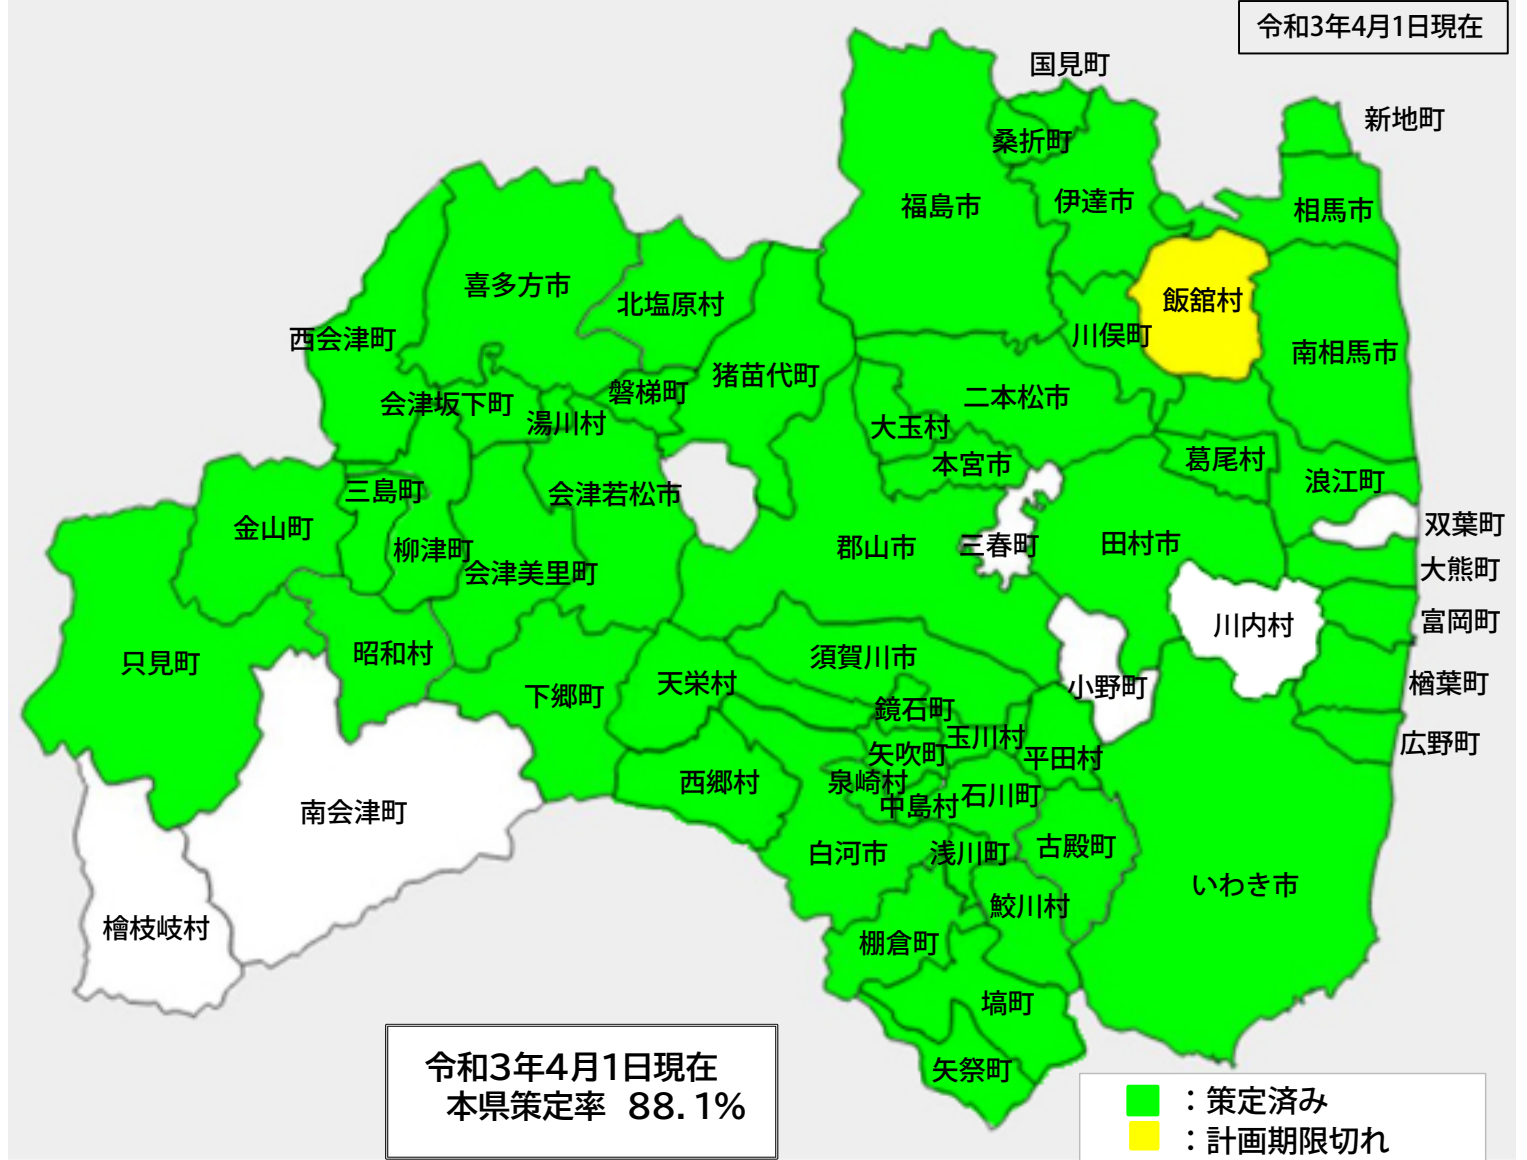 令和3年4月1日現在
国見町
新地町
桑折町
福島市
伊達市
相馬市
喜多方市
北塩原村
飯舘村
西会津町
川俣町
南相馬市
猪苗代町
磐梯町
二本松市
会津坂下町
湯川村
大玉村
本宮市
葛尾村
浪江町
三島町
会津若松市
金山町
双葉町
柳津町
郡山市
三春町
田村市
大熊町
会津美里町
川内村
富岡町
只見町
昭和村
須賀川市
下郷町
天栄村
小野町
楢葉町
鏡石町
玉川村
広野町
矢吹町
平田村
西郷村
泉崎村
中島村
石川町
南会津町
白河市
浅川町
古殿町
いわき市
檜枝岐村
鮫川村
棚倉町
塙町
矢祭町
令和3年4月1日現在
本県策定率 88.1%
：策定済み
：計画期限切れ